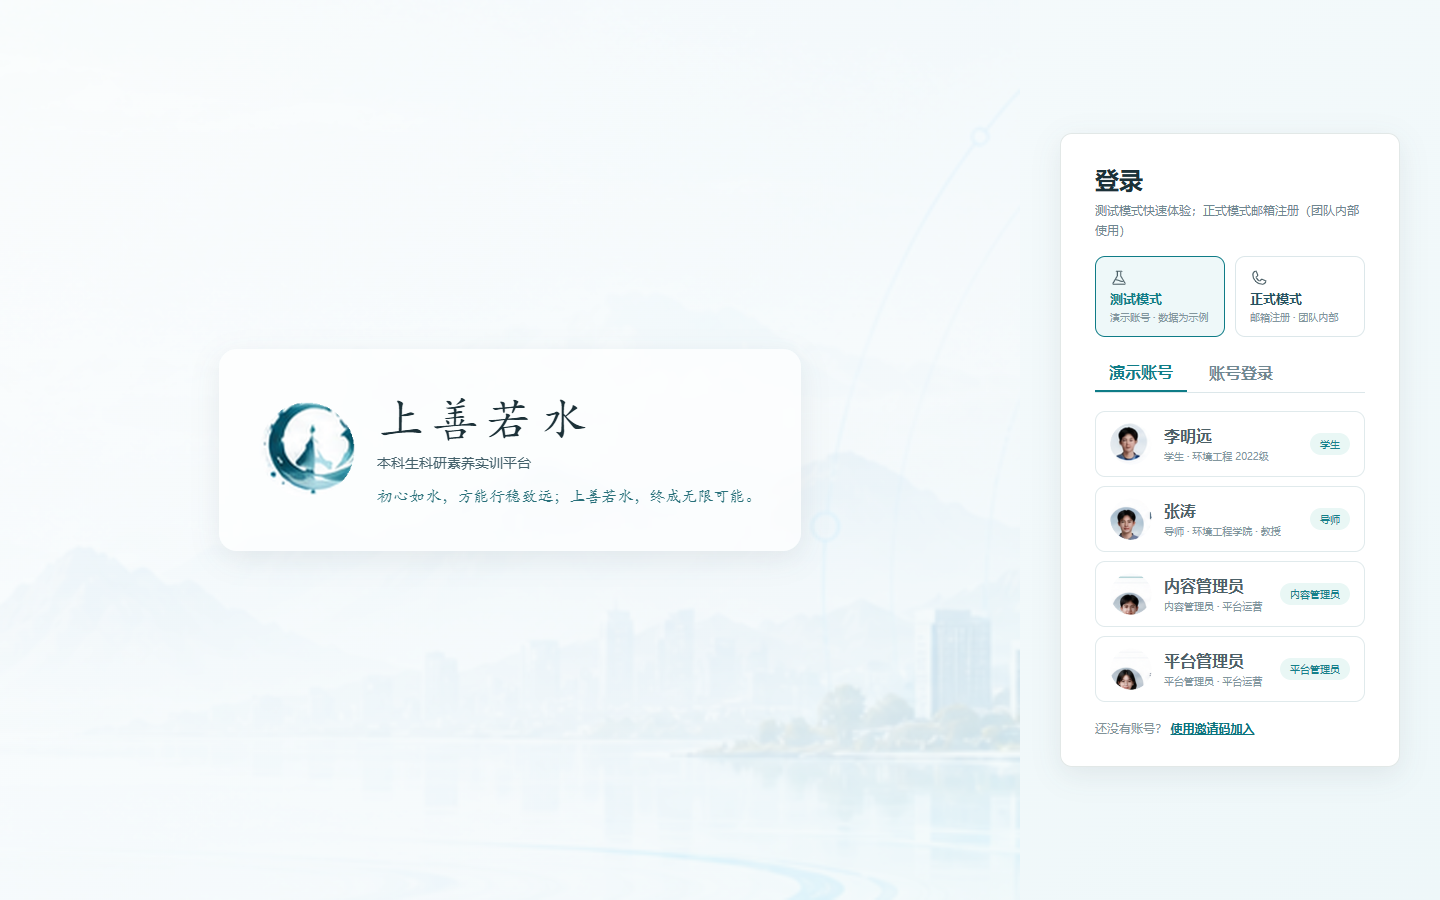 上善若水
本科生科研素养实训平台
初心如水，方能行稳致远；上善若水，终成无限可能。
登录
测试模式快速体验；正式模式邮箱注册（团队内部
使用）
测试模式
演示账号 · 数据为示例
正式模式
邮箱注册 · 团队内部
演示账号
账号登录
李明远
学生 · 环境工程 2022级
学生
张涛
导师 · 环境工程学院 · 教授
导师
内容管理员
内容管理员 · 平台运营
内容管理员
平台管理员
平台管理员 · 平台运营
平台管理员
还没有账号？ 使用邀请码加入